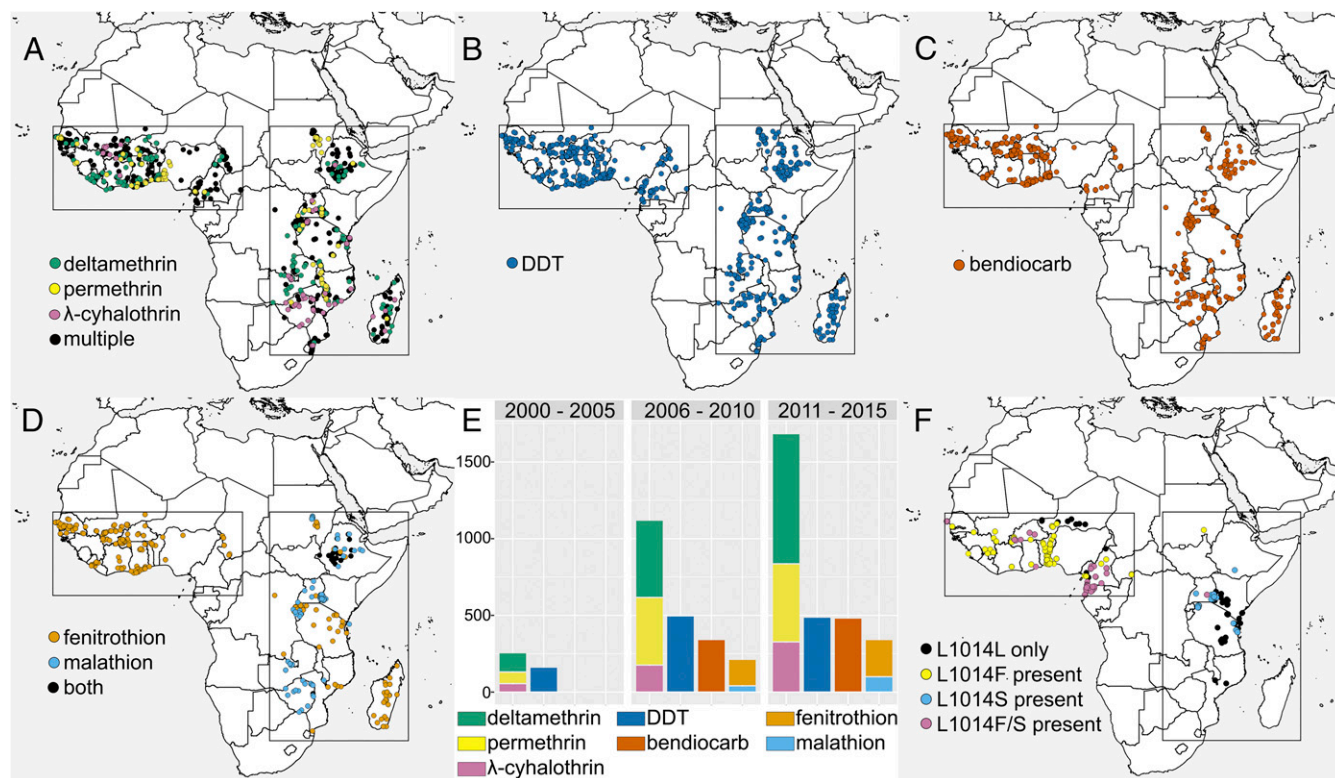 A
deltamethrin
permethrin
λ-cyhalothrin
multiple
B
DDT
C
bendiocarb
D
fenitrothion
malathion
both
E
2000 - 2005 2006 - 2010 2011 - 2015
1500
1000
500
0
deltamethrin DDT fenitrothion
permethrin bendiocarb malathion
λ-cyhalothrin
F
L1014L only
L1014F present
L1014S present
L1014F/S present